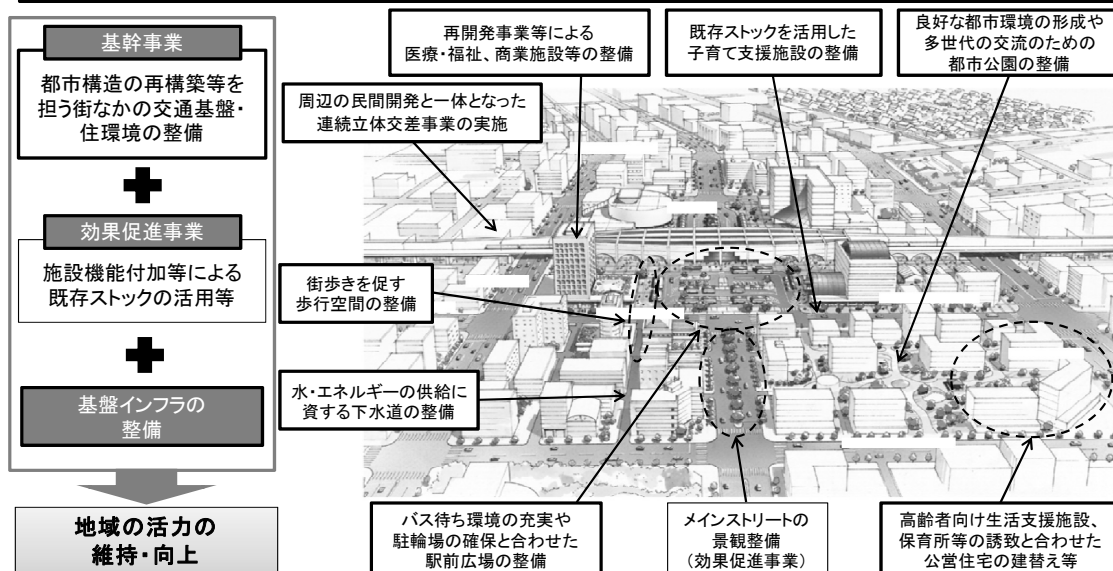 基幹事業
都市構造の再構築等を
担う街なかの交通基盤・
住環境の整備
効果促進事業
施設機能付加等による
既存ストックの活用等
基盤インフラの
整備
地域の活力の
維持・向上
再開発事業等による
医療・福祉、商業施設等の整備
既存ストックを活用した
子育て支援施設の整備
良好な都市環境の形成や
多世代の交流のための
都市公園の整備
周辺の民間開発と一体となった
連続立体交差事業の実施
街歩きを促す
歩行空間の整備
水・エネルギーの供給に
資する下水道の整備
バス待ち環境の充実や
駐輪場の確保と合わせた
駅前広場の整備
メインストリートの
景観整備
(効果促進事業)
高齢者向け生活支援施設、
保育所等の誘致と合わせた
公営住宅の建替え等